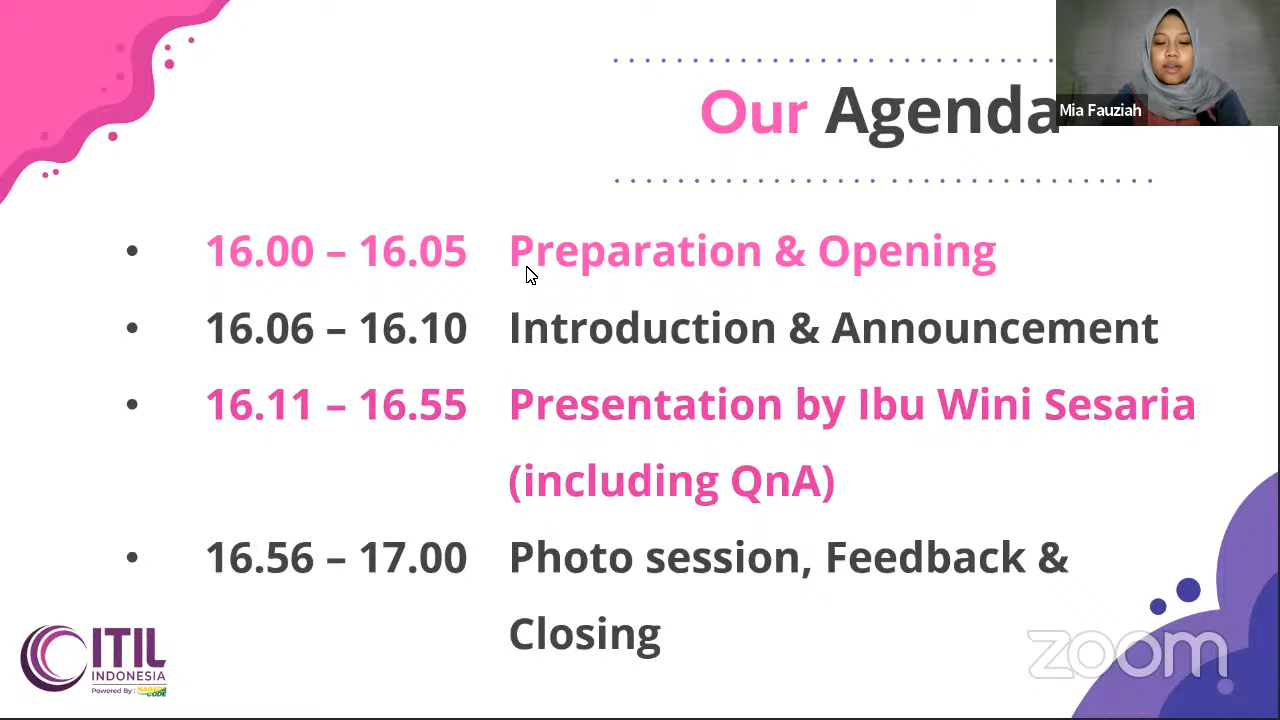 Our Agenda
Mia Fauziah
• 16.00 – 16.05 Preparation & Opening
• 16.06 – 16.10 Introduction & Announcement
• 16.11 – 16.55 Presentation by Ibu Wini Sesaria
(including QnA)
• 16.56 – 17.00 Photo session, Feedback &
Closing
ITIL
INDONESIA
Powered By : NARADA
CODE
zoom